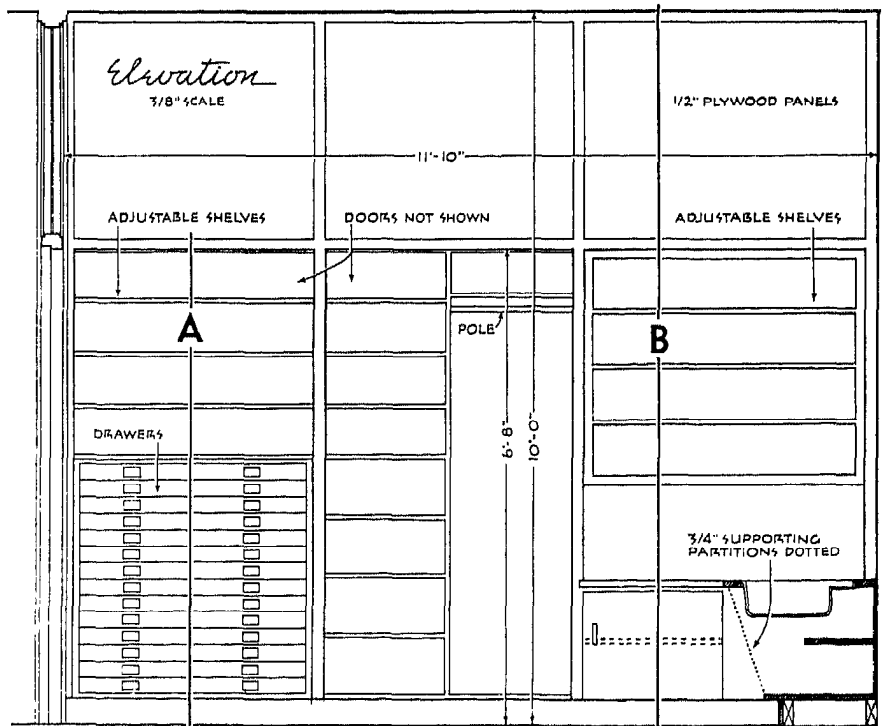 Elevation
3/8" SCALE
1/2" PLYWOOD PANELS
11'-10"
ADJUSTABLE SHELVES
DOORS NOT SHOWN
ADJUSTABLE SHELVES
A
POLE
B
6'-8"
10'-0"
DRAWERS
3/4" SUPPORTING
PARTITIONS DOTTED